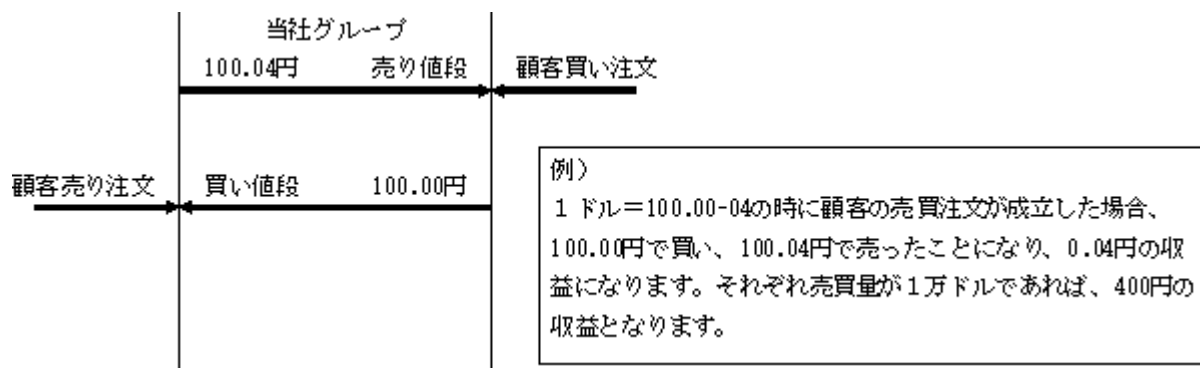 当社グループ
100.04円 売り値段 顧客買い注文
顧客売り注文 買い値段 100.00円
例）
１ドル＝100.00-04の時に顧客の売買注文が成立した場合、
100.00円で買い、100.04円で売ったことになり、0.04円の収
益になります。それぞれ売買量が１万ドルであれば、400円の
収益となります。